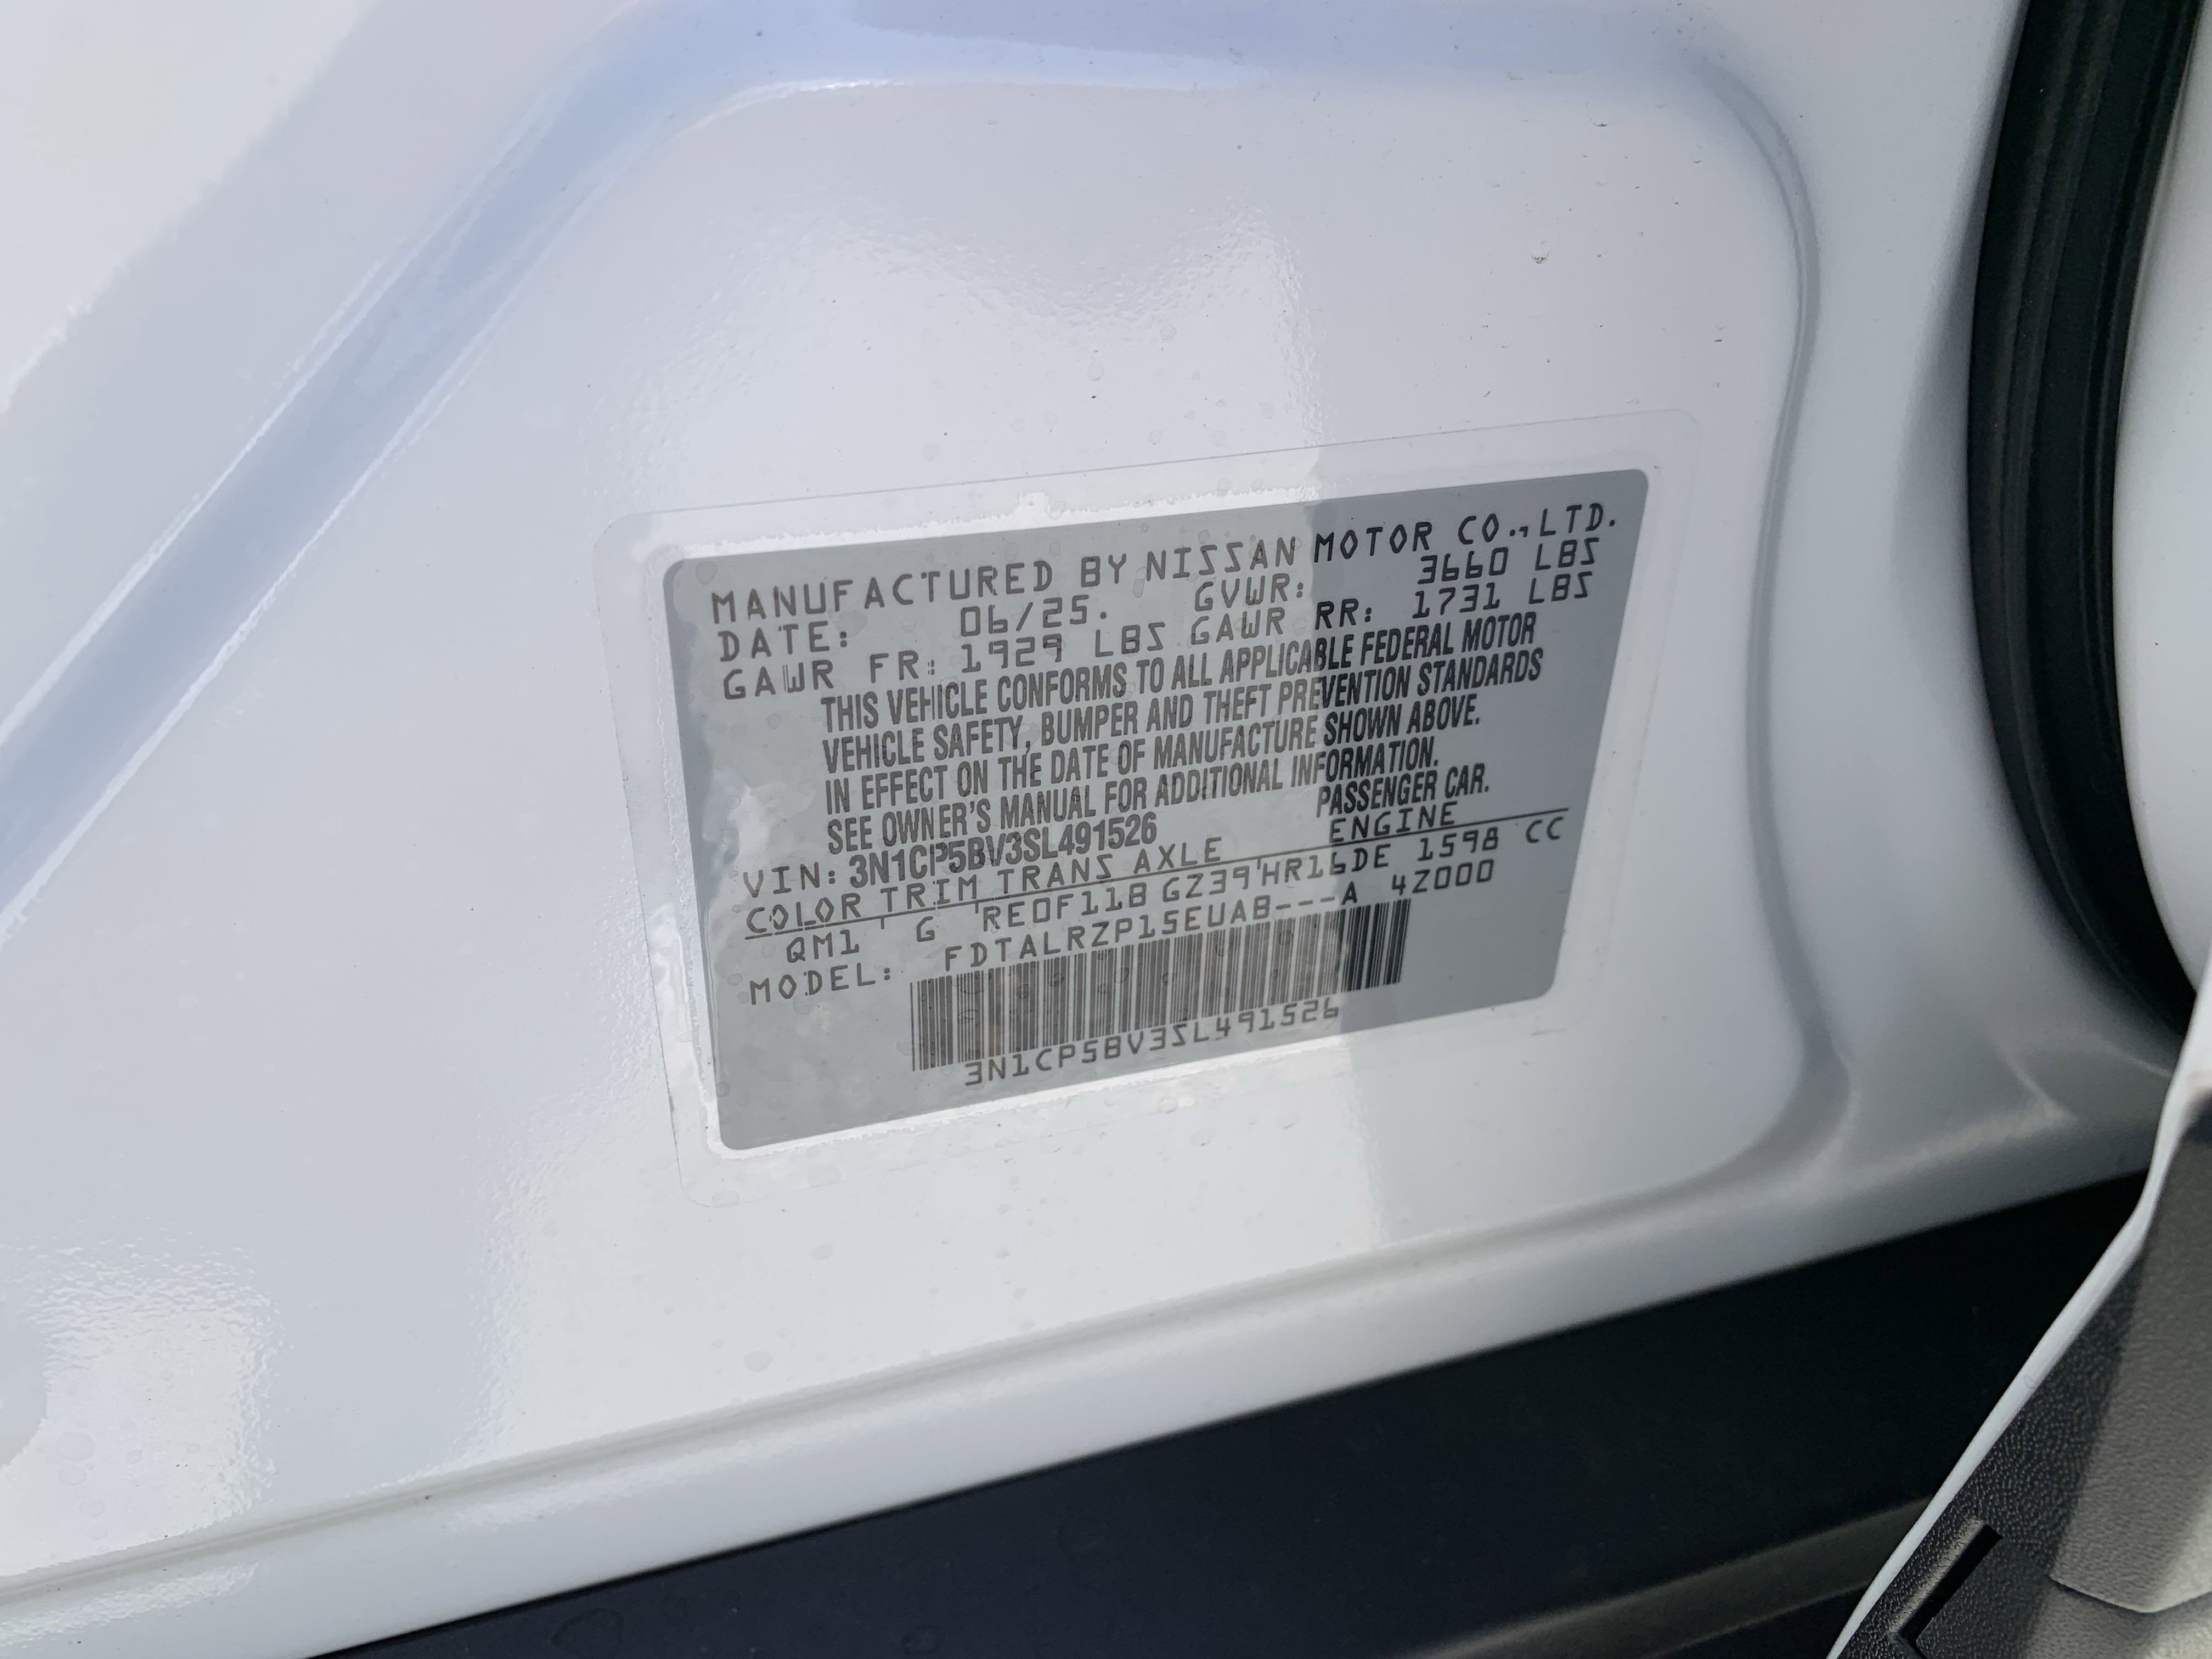 MANUFACTURED BY NISSAN MOTOR CO.,LTD.
DATE: 06/25. GVWR: 3660 LBS
GAWR FR: 1929 LBS GAWR RR: 1731 LBS
THIS VEHICLE CONFORMS TO ALL APPLICABLE FEDERAL MOTOR
VEHICLE SAFETY, BUMPER AND THEFT PREVENTION STANDARDS
IN EFFECT ON THE DATE OF MANUFACTURE SHOWN ABOVE.
SEE OWNER'S MANUAL FOR ADDITIONAL INFORMATION.
VIN: 3N1CP5BV3SL491526 PASSENGER CAR.
COLOR TRIM TRANS AXLE ENGINE
QM1 G RE0F11B GZ39 HR16DE 1598 CC
MODEL: FDTALRZP15EUAB---A 4Z000
3N1CP5BV3SL491526